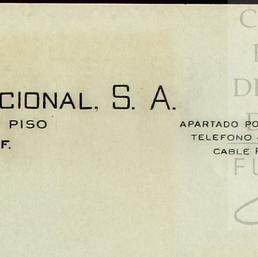 CIONAL, S. A.
PISO
F.
APARTADO PO
TELEFONO
CABLE